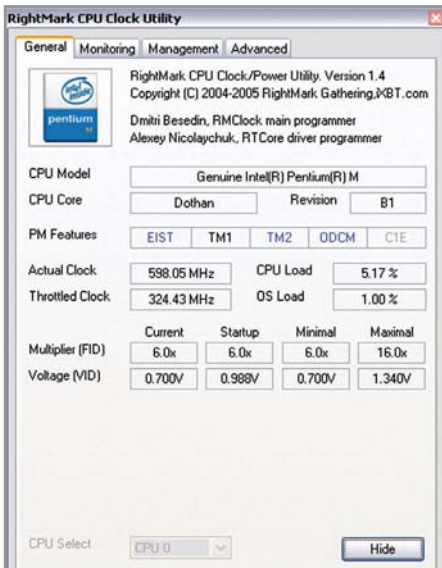 RightMark CPU Clock Utility
General Monitoring Management Advanced
intel inside
pentium M
RightMark CPU Clock/Power Utility. Version 1.4
Copyright (C) 2004-2005 RightMark Gathering,iXBT.com
Dmitri Besedin, RMClock main programmer
Alexey Nicolaychuk, RTCore driver programmer
CPU Model Genuine Intel(R) Pentium(R) M
CPU Core Dothan Revision B1
PM Features EIST TM1 TM2 ODCM C1E
Actual Clock 598.05 MHz CPU Load 5.17 %
Throttled Clock 324.43 MHz OS Load 1.00 %
Current Startup Minimal Maximal
Multiplier (FID) 6.0x 6.0x 6.0x 16.0x
Voltage (VID) 0.700V 0.988V 0.700V 1.340V
CPU Select CPU 0 Hide